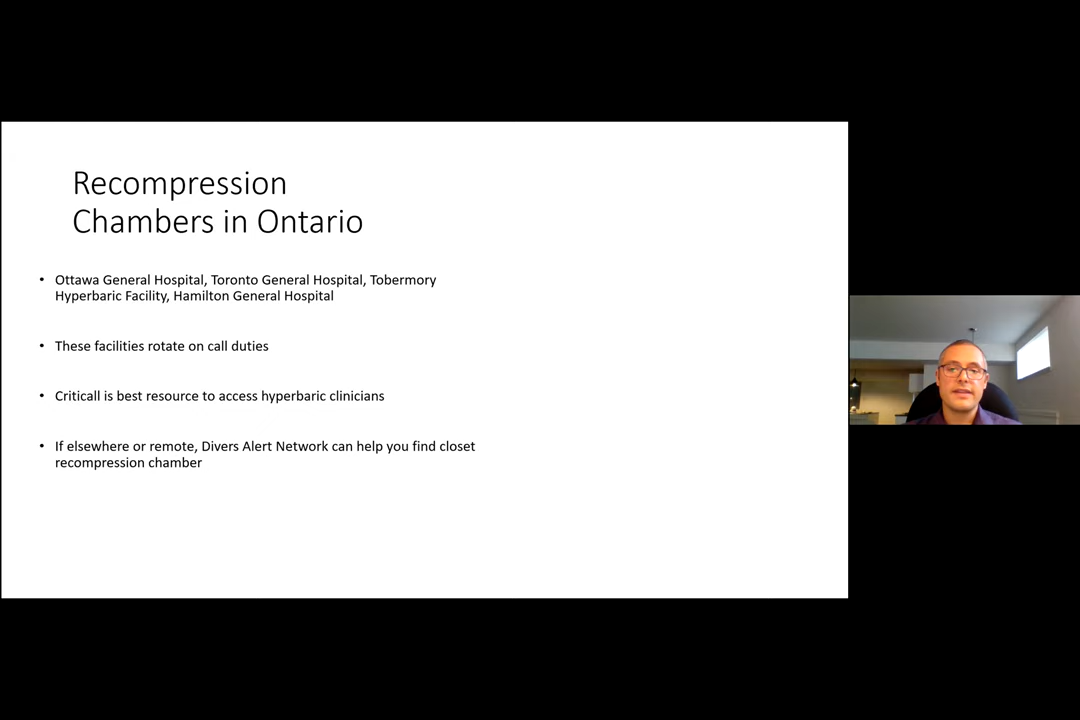 Recompression
Chambers in Ontario
• Ottawa General Hospital, Toronto General Hospital, Tobermory
Hyperbaric Facility, Hamilton General Hospital
• These facilities rotate on call duties
• Criticall is best resource to access hyperbaric clinicians
• If elsewhere or remote, Divers Alert Network can help you find closet
recompression chamber